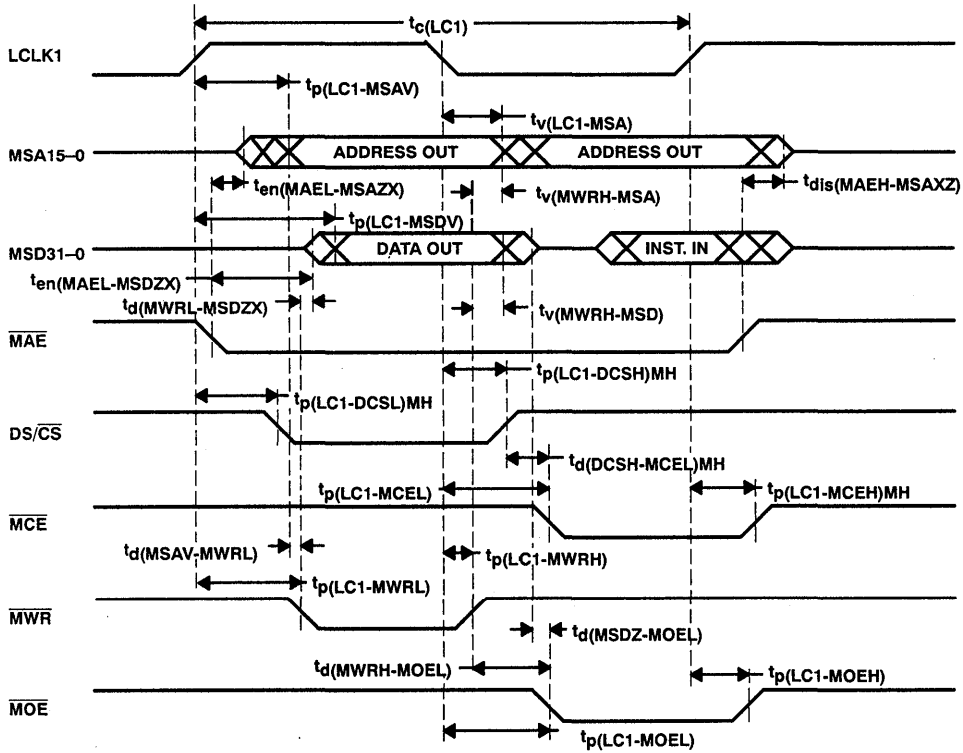 tc(LC1)
LCLK1
tp(LC1-MSAV)
tv(LC1-MSA)
MSA15–0
ADDRESS OUT
ADDRESS OUT
ten(MAEL-MSAZX)
tv(MWRH-MSA)
tdis(MAEH-MSAXZ)
tp(LC1-MSDV)
MSD31–0
DATA OUT
INST. IN
ten(MAEL-MSDZX)
td(MWRL-MSDZX)
tv(MWRH-MSD)
MAE
tp(LC1-DCSH)MH
tp(LC1-DCSL)MH
DS/CS
td(DCSH-MCEL)MH
tp(LC1-MCEL)
tp(LC1-MCEH)MH
MCE
td(MSAV-MWRL)
tp(LC1-MWRH)
tp(LC1-MWRL)
MWR
td(MSDZ-MOEL)
td(MWRH-MOEL)
tp(LC1-MOEH)
MOE
tp(LC1-MOEL)